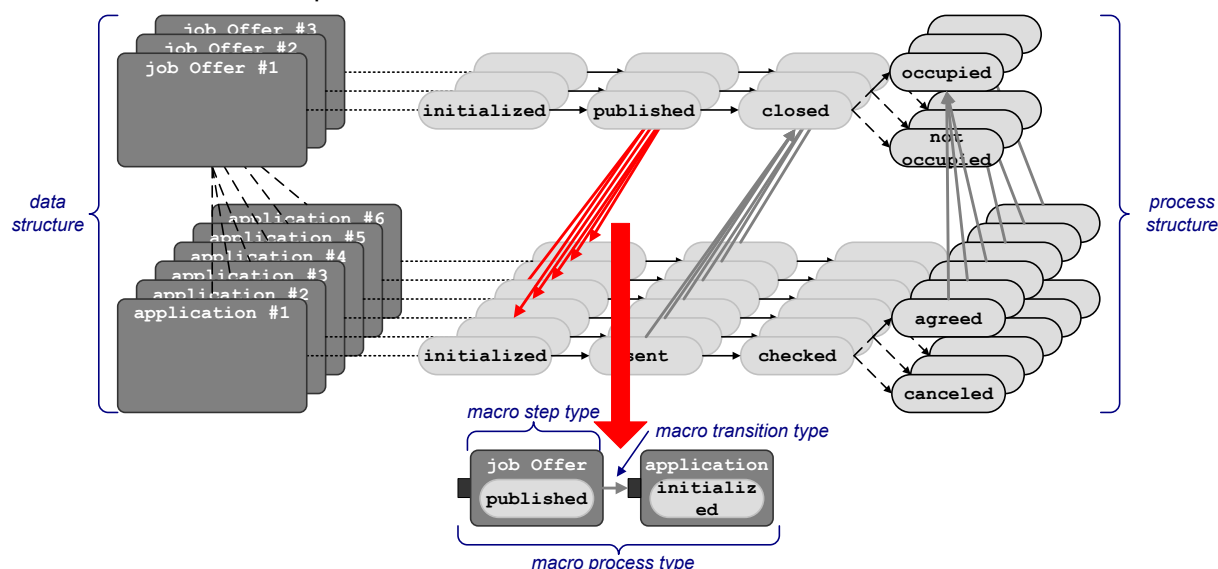 job Offer #3
job Offer #2
job Offer #1
occupied
initialized
published
closed
not
occupied
data
structure
process
structure
application #6
application #5
application #4
application #3
application #2
application #1
agreed
initialized
sent
checked
canceled
macro step type
macro transition type
job Offer
application
published
initializ
ed
macro process type